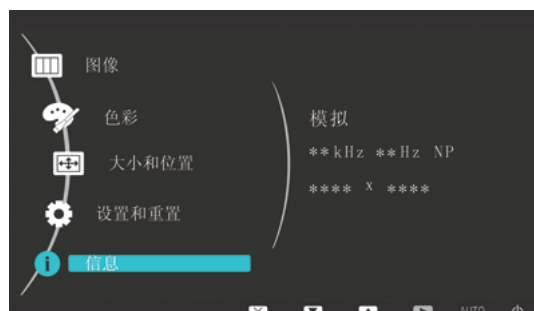 图像
色彩
大小和位置
设置和重置
信息
模拟
**kHz **Hz NP
**** x ****
AUTO